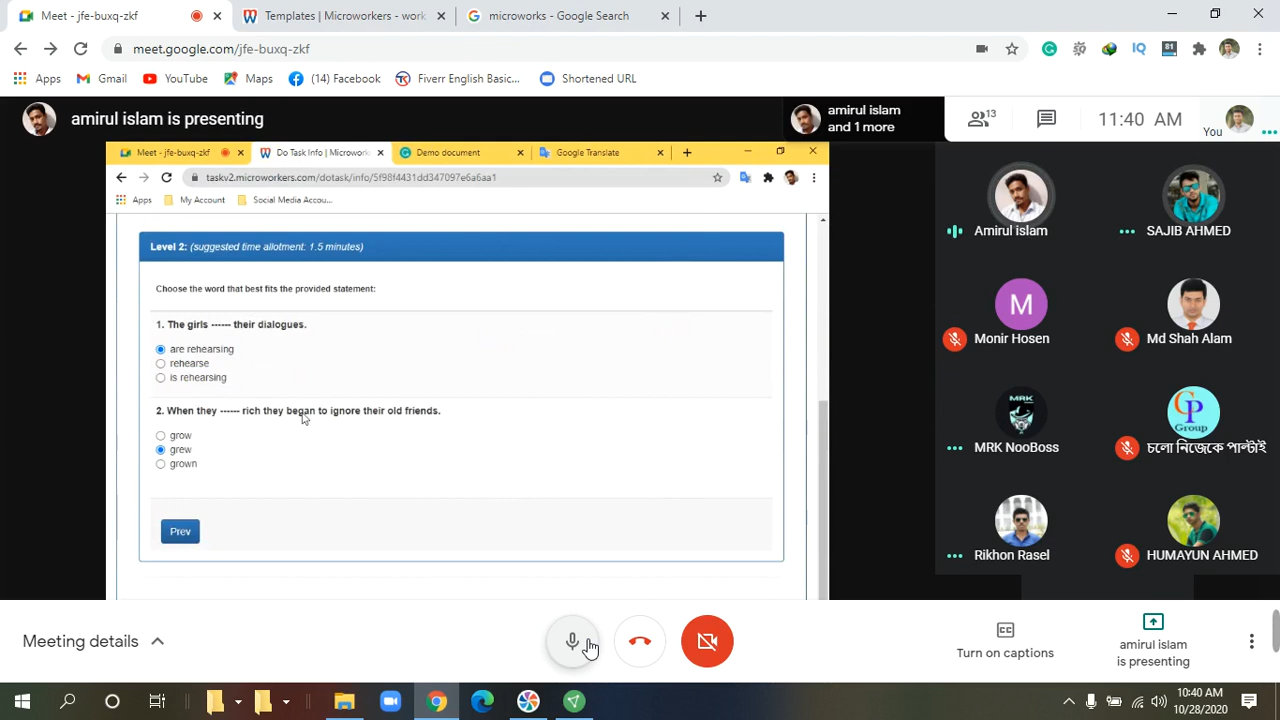 Meet - jfe-buxq-zkf
Templates | Microworkers - work
microworks - Google Search
meet.google.com/jfe-buxq-zkf
81
Apps
Gmail
YouTube
Maps
(14) Facebook
Fiverr English Basic...
Shortened URL
amirul islam is presenting
amirul islam
and 1 more
13
11:40 AM
You
Meet - jfe-buxq-zkf
Do Task Info | Microwork
Demo document
Google Translate
taskv2.microworkers.com/dotask/info/5f98f4431dd347097e6a6aa1
Apps
My Account
Social Media Accou...
Level 2: (suggested time allotment: 1.5 minutes)
Choose the word that best fits the provided statement:
1. The girls ------ their dialogues.
are rehearsing
rehearse
is rehearsing
2. When they ------ rich they began to ignore their old friends.
grow
grew
grown
Prev
Amirul islam
SAJIB AHMED
M
Monir Hosen
Md Shah Alam
MRK
MRK NooBoss
CP
Group
চলো নিজেকে পাল্টাই
Rikhon Rasel
HUMAYUN AHMED
Meeting details
CC
Turn on captions
amirul islam
is presenting
10:40 AM
10/28/2020